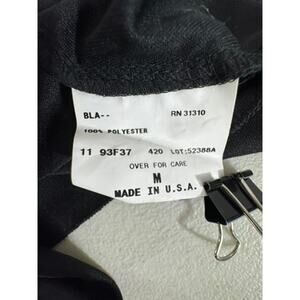 BLA-- RN 31310
100% POLYESTER
11 93F37 420 LOT:52388A
OVER FOR CARE
M
MADE IN U.S.A.